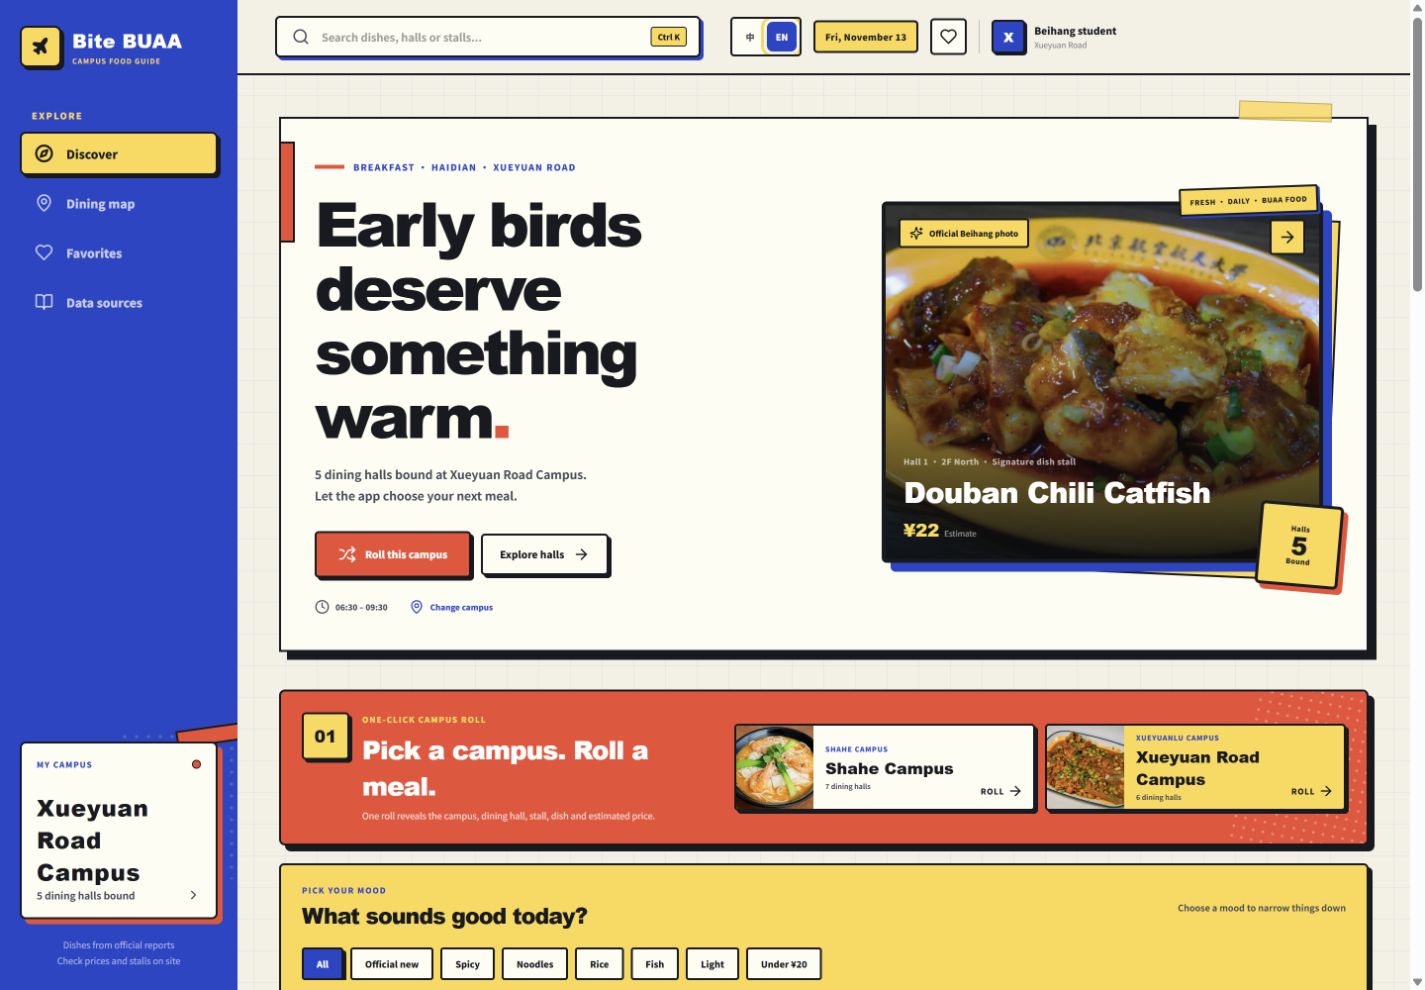 Bite BUAA
CAMPUS FOOD GUIDE
EXPLORE
Discover
Dining map
Favorites
Data sources
MY CAMPUS
Xueyuan
Road
Campus
5 dining halls bound
Dishes from official reports
Check prices and stalls on site
Search dishes, halls or stalls...
Ctrl K
中
EN
Fri, November 13
X
Beihang student
Xueyuan Road
BREAKFAST • HAIDIAN • XUEYUAN ROAD
Early birds
deserve
something
warm.
5 dining halls bound at Xueyuan Road Campus.
Let the app choose your next meal.
Roll this campus
Explore halls
06:30 – 09:30
Change campus
FRESH • DAILY • BUAA FOOD
Official Beihang photo
北京航空航天大学
Hall 1 • 2F North • Signature dish stall
Douban Chili Catfish
¥22 Estimate
Halls
5
Bound
01
ONE-CLICK CAMPUS ROLL
Pick a campus. Roll a
meal.
One roll reveals the campus, dining hall, stall, dish and estimated price.
SHAHE CAMPUS
Shahe Campus
7 dining halls
ROLL
XUEYUANLU CAMPUS
Xueyuan Road
Campus
6 dining halls
ROLL
PICK YOUR MOOD
What sounds good today?
Choose a mood to narrow things down
All
Official new
Spicy
Noodles
Rice
Fish
Light
Under ¥20